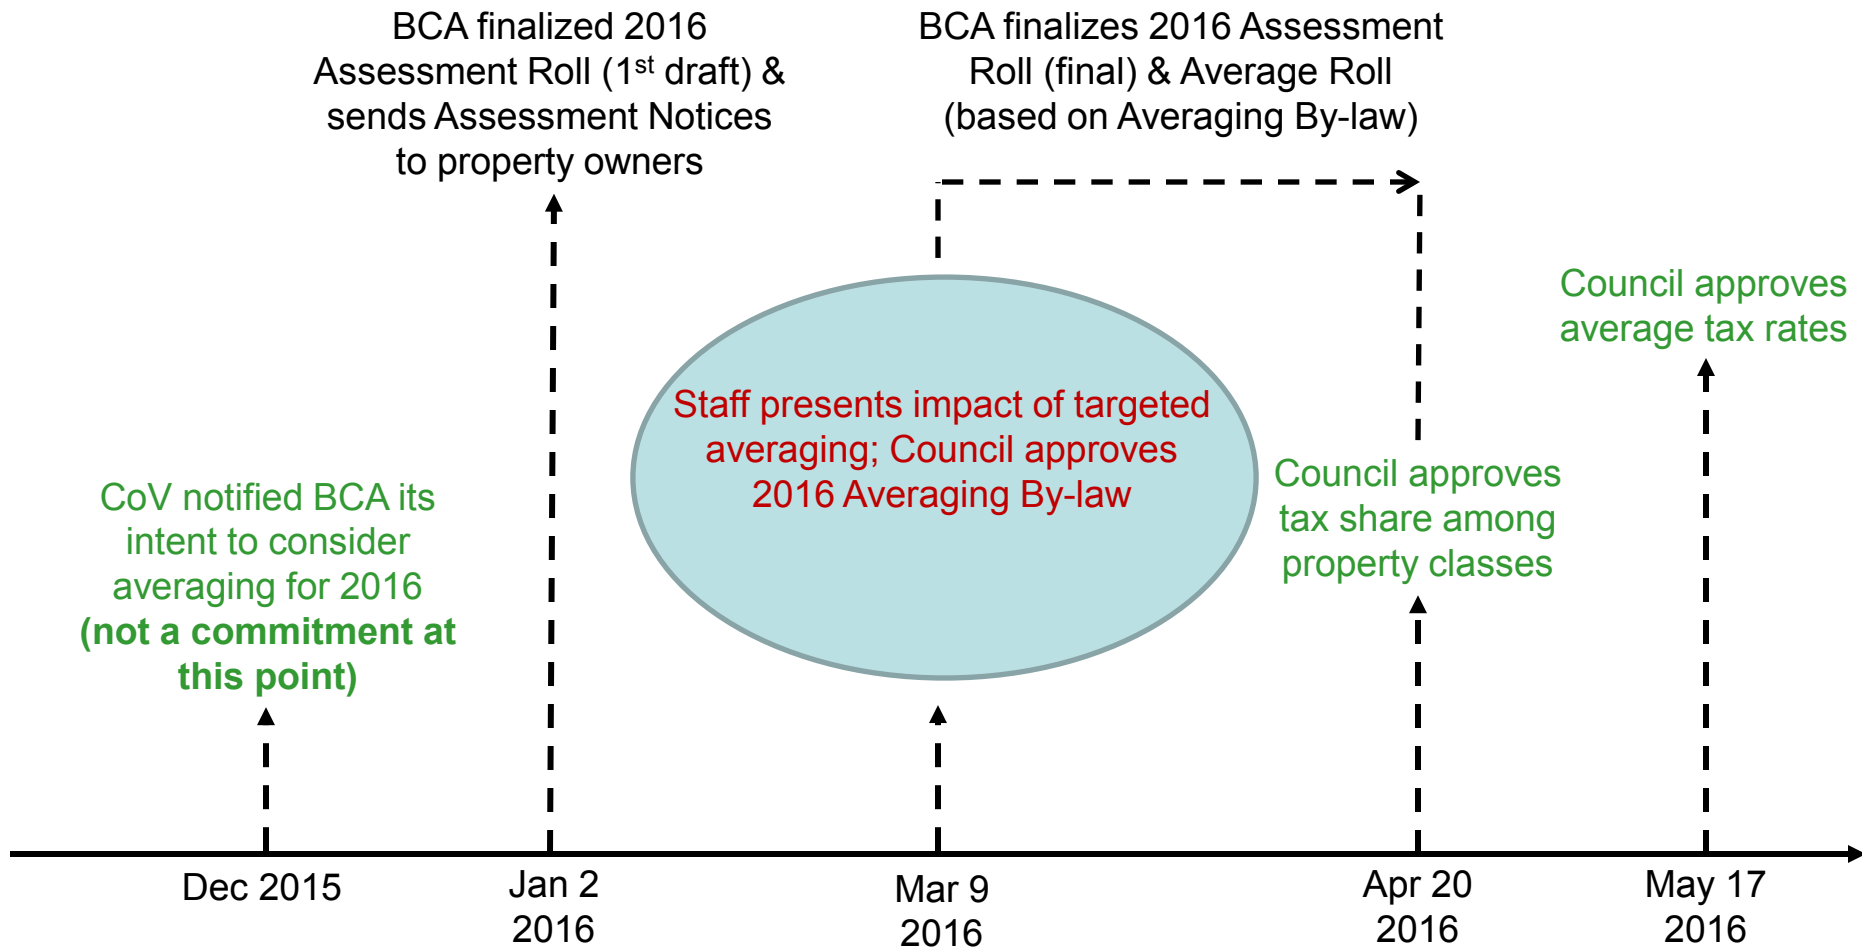 BCA finalized 2016
Assessment Roll (1st draft) &
sends Assessment Notices
to property owners
BCA finalizes 2016 Assessment
Roll (final) & Average Roll
(based on Averaging By-law)
Council approves
average tax rates
Staff presents impact of targeted
averaging; Council approves
2016 Averaging By-law
Council approves
tax share among
property classes
CoV notified BCA its
intent to consider
averaging for 2016
(not a commitment at
this point)
Dec 2015
Jan 2
2016
Mar 9
2016
Apr 20
2016
May 17
2016